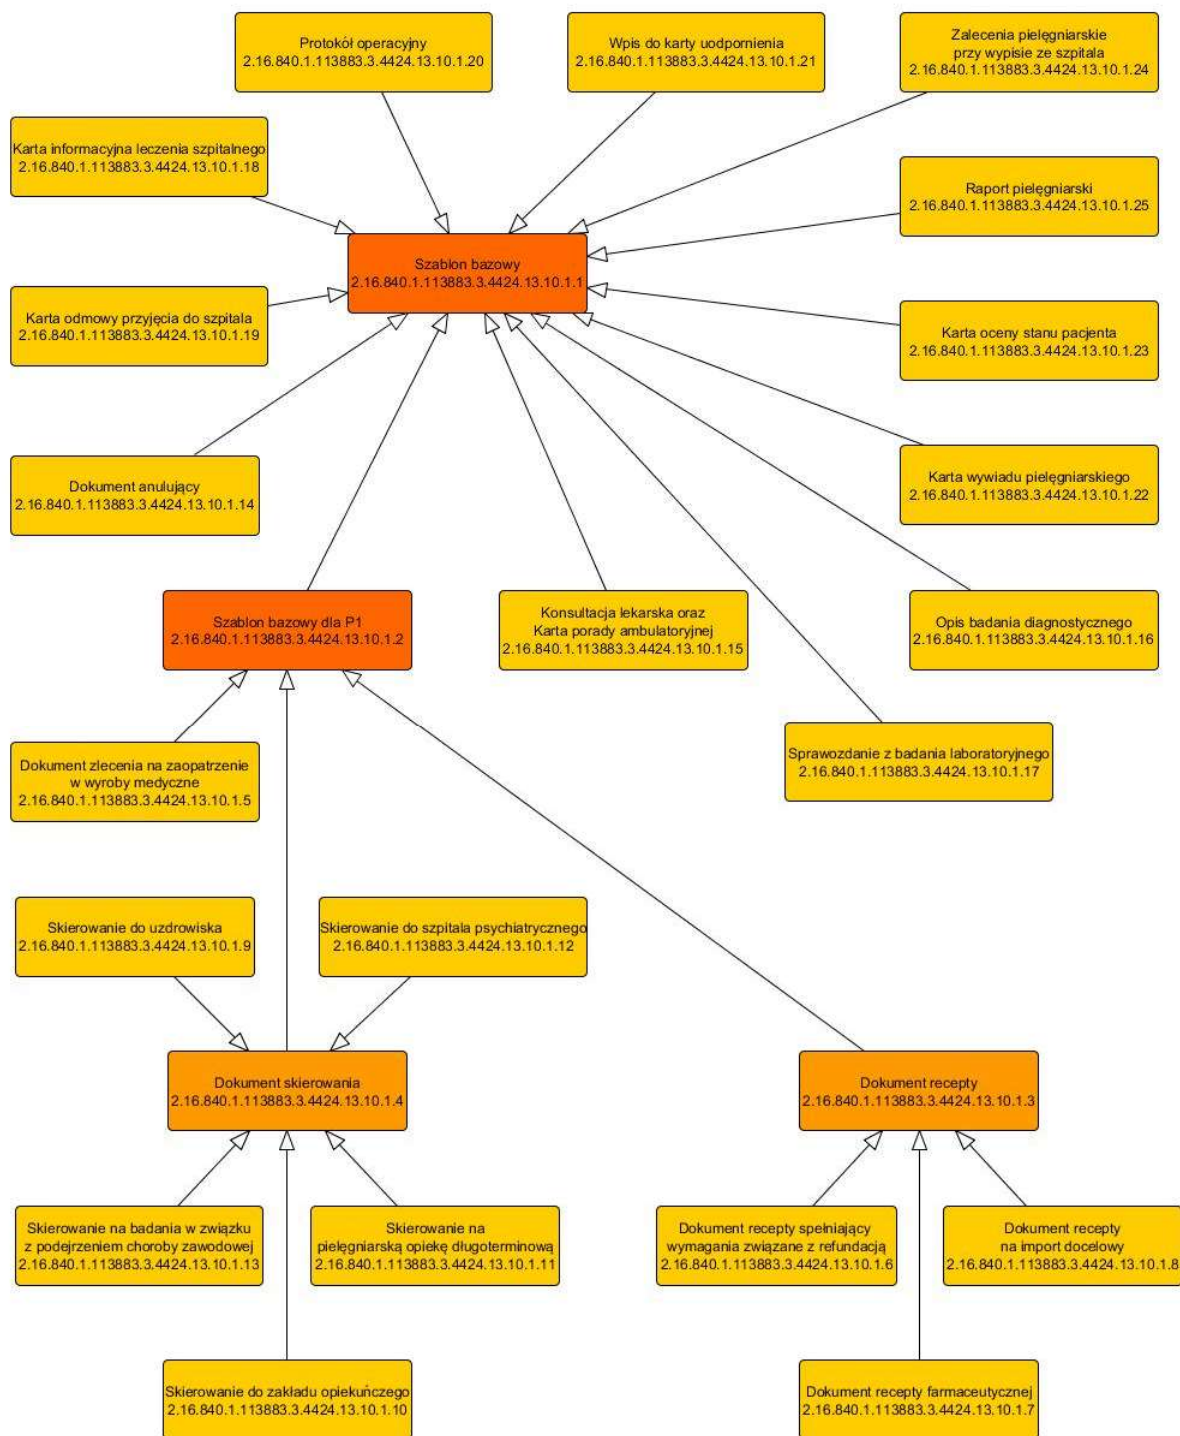 Protokół operacyjny
2.16.840.1.113883.3.4424.13.10.1.20
Wpis do karty uodpornienia
2.16.840.1.113883.3.4424.13.10.1.21
Zalecenia pielęgniarskie
przy wypisie ze szpitala
2.16.840.1.113883.3.4424.13.10.1.24
Karta informacyjna leczenia szpitalnego
2.16.840.1.113883.3.4424.13.10.1.18
Raport pielęgniarski
2.16.840.1.113883.3.4424.13.10.1.25
Szablon bazowy
2.16.840.1.113883.3.4424.13.10.1.1
Karta odmowy przyjęcia do szpitala
2.16.840.1.113883.3.4424.13.10.1.19
Karta oceny stanu pacjenta
2.16.840.1.113883.3.4424.13.10.1.23
Dokument anulujący
2.16.840.1.113883.3.4424.13.10.1.14
Karta wywiadu pielęgniarskiego
2.16.840.1.113883.3.4424.13.10.1.22
Szablon bazowy dla P1
2.16.840.1.113883.3.4424.13.10.1.2
Konsultacja lekarska oraz
Karta porady ambulatoryjnej
2.16.840.1.113883.3.4424.13.10.1.15
Opis badania diagnostycznego
2.16.840.1.113883.3.4424.13.10.1.16
Dokument zlecenia na zaopatrzenie
w wyroby medyczne
2.16.840.1.113883.3.4424.13.10.1.5
Sprawozdanie z badania laboratoryjnego
2.16.840.1.113883.3.4424.13.10.1.17
Skierowanie do uzdrowiska
2.16.840.1.113883.3.4424.13.10.1.9
Skierowanie do szpitala psychiatrycznego
2.16.840.1.113883.3.4424.13.10.1.12
Dokument skierowania
2.16.840.1.113883.3.4424.13.10.1.4
Dokument recepty
2.16.840.1.113883.3.4424.13.10.1.3
Skierowanie na badania w związku
z podejrzeniem choroby zawodowej
2.16.840.1.113883.3.4424.13.10.1.13
Skierowanie na
pielęgniarską opiekę długoterminową
2.16.840.1.113883.3.4424.13.10.1.11
Dokument recepty spełniający
wymagania związane z refundacją
2.16.840.1.113883.3.4424.13.10.1.6
Dokument recepty
na import docelowy
2.16.840.1.113883.3.4424.13.10.1.8
Skierowanie do zakładu opiekuńczego
2.16.840.1.113883.3.4424.13.10.1.10
Dokument recepty farmaceutycznej
2.16.840.1.113883.3.4424.13.10.1.7